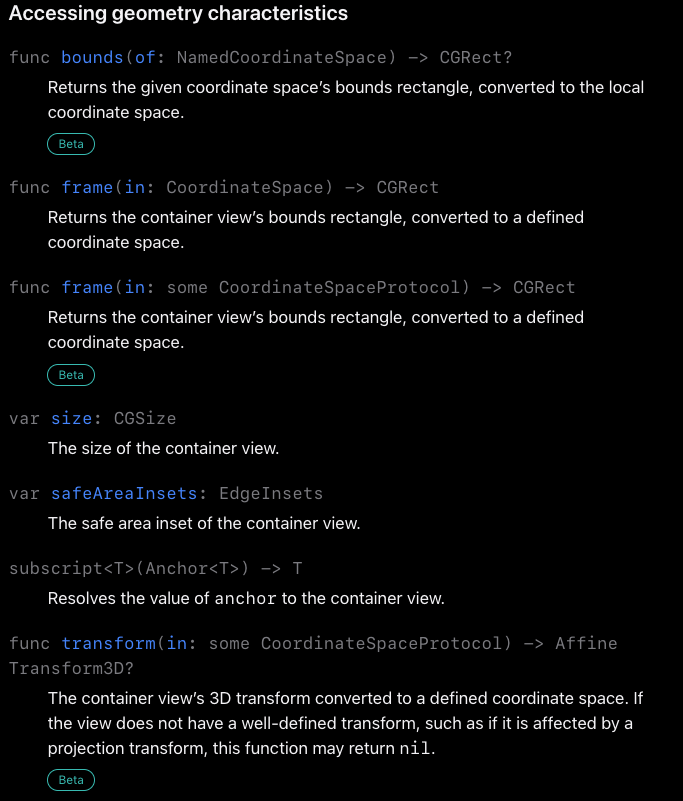 Accessing geometry characteristics
func bounds(of: NamedCoordinateSpace) -> CGRect?
Returns the given coordinate space’s bounds rectangle, converted to the local
coordinate space.
Beta
func frame(in: CoordinateSpace) -> CGRect
Returns the container view’s bounds rectangle, converted to a defined
coordinate space.
func frame(in: some CoordinateSpaceProtocol) -> CGRect
Returns the container view’s bounds rectangle, converted to a defined
coordinate space.
Beta
var size: CGSize
The size of the container view.
var safeAreaInsets: EdgeInsets
The safe area inset of the container view.
subscript<T>(Anchor<T>) -> T
Resolves the value of anchor to the container view.
func transform(in: some CoordinateSpaceProtocol) -> Affine
Transform3D?
The container view’s 3D transform converted to a defined coordinate space. If
the view does not have a well-defined transform, such as if it is affected by a
projection transform, this function may return nil.
Beta